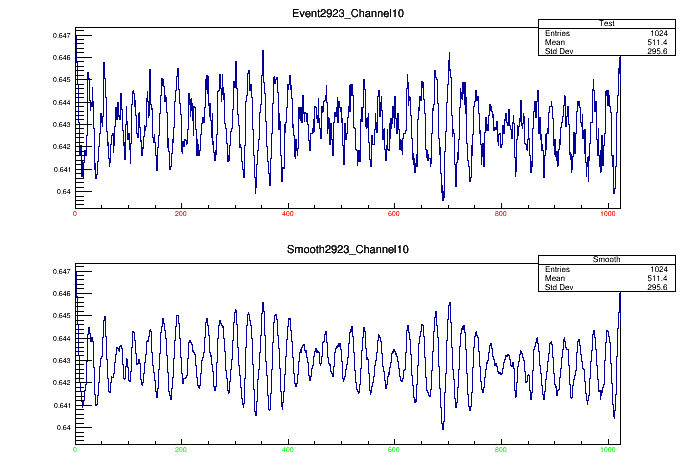 Event2923_Channel10
Test
Entries 1024
Mean 511.4
Std Dev 295.6
0.647
0.646
0.645
0.644
0.643
0.642
0.641
0.64
0 200 400 600 800 1000
Smooth2923_Channel10
Smooth
Entries 1024
Mean 511.4
Std Dev 295.6
0.647
0.646
0.645
0.644
0.643
0.642
0.641
0.64
0 200 400 600 800 1000